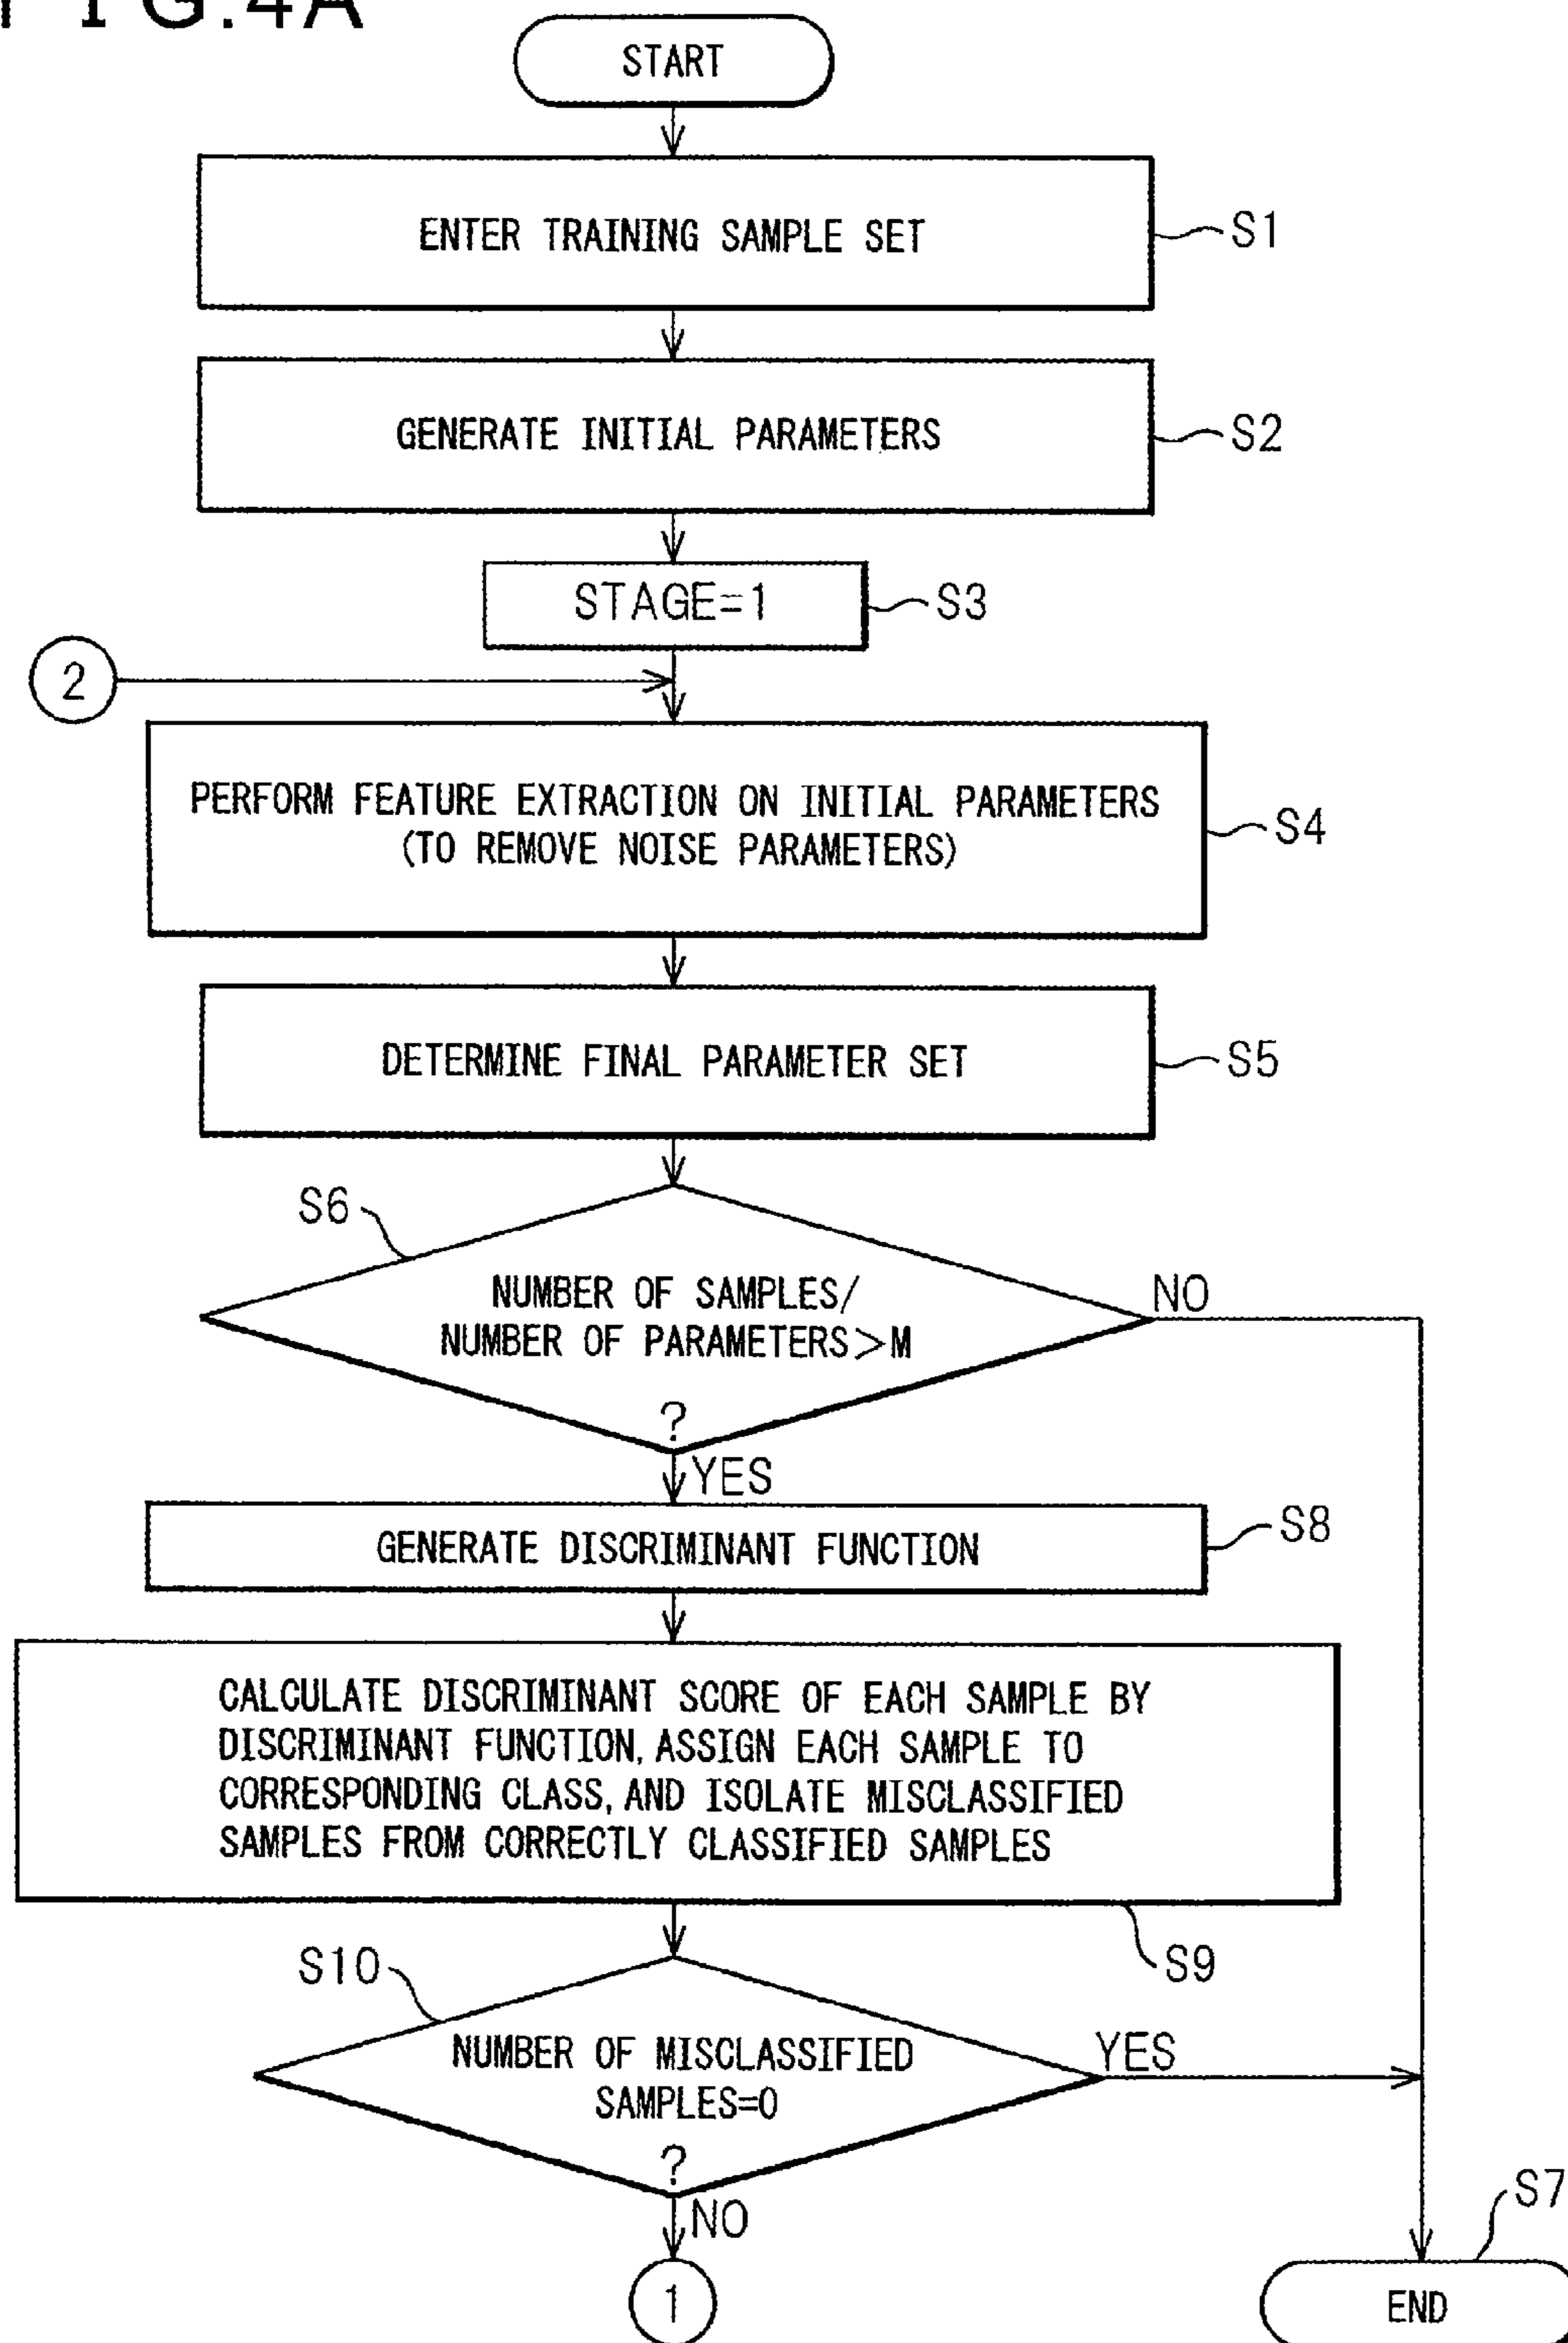 FIG.4A
START
ENTER TRAINING SAMPLE SET
S1
GENERATE INITIAL PARAMETERS
S2
STAGE=1
S3
2
PERFORM FEATURE EXTRACTION ON INITIAL PARAMETERS
(TO REMOVE NOISE PARAMETERS)
S4
DETERMINE FINAL PARAMETER SET
S5
S6
NUMBER OF SAMPLES/
NUMBER OF PARAMETERS>M
?
NO
YES
GENERATE DISCRIMINANT FUNCTION
S8
CALCULATE DISCRIMINANT SCORE OF EACH SAMPLE BY
DISCRIMINANT FUNCTION, ASSIGN EACH SAMPLE TO
CORRESPONDING CLASS, AND ISOLATE MISCLASSIFIED
SAMPLES FROM CORRECTLY CLASSIFIED SAMPLES
S9
S10
NUMBER OF MISCLASSIFIED
SAMPLES=0
?
YES
NO
1
S7
END